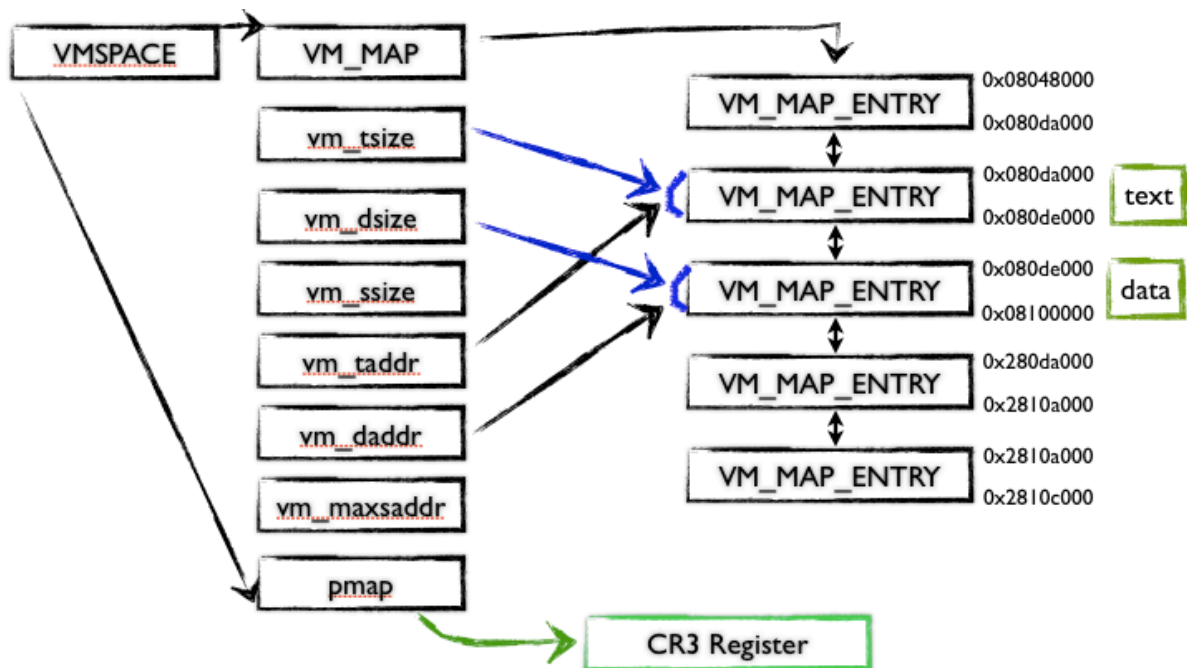 VMSPACE
VM_MAP
vm_tsize
vm_dsize
vm_ssize
vm_taddr
vm_daddr
vm_maxsaddr
pmap
CR3 Register
VM_MAP_ENTRY
0x08048000
0x080da000
VM_MAP_ENTRY
0x080da000
0x080de000
text
VM_MAP_ENTRY
0x080de000
0x08100000
data
VM_MAP_ENTRY
0x280da000
0x2810a000
VM_MAP_ENTRY
0x2810a000
0x2810c000